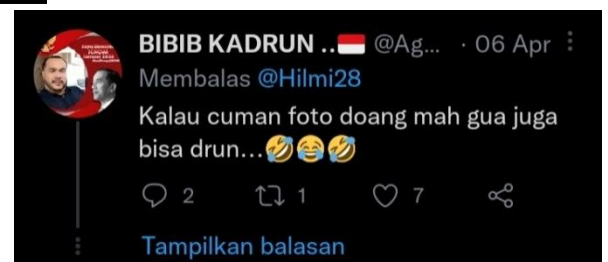 BIBIB KADRUN ..🇮🇩 @Ag... · 06 Apr
Membalas @Hilmi28
Kalau cuman foto doang mah gua juga
bisa drun...🤣😂🤣
2 1 7
Tampilkan balasan